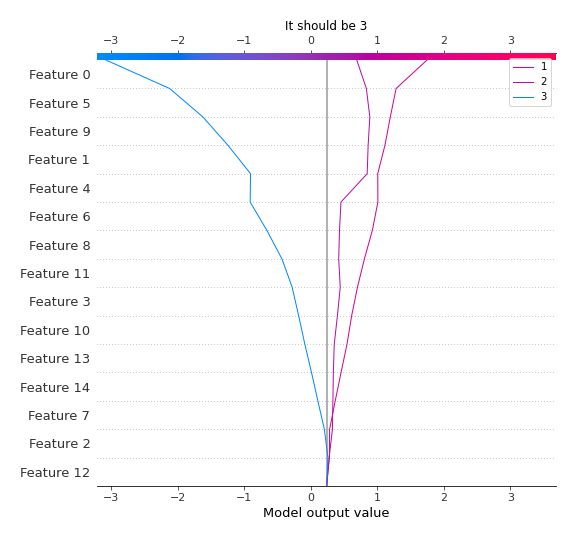 It should be 3
−3 −2 −1 0 1 2 3
1
2
3
Feature 0
Feature 5
Feature 9
Feature 1
Feature 4
Feature 6
Feature 8
Feature 11
Feature 3
Feature 10
Feature 13
Feature 14
Feature 7
Feature 2
Feature 12
−3 −2 −1 0 1 2 3
Model output value